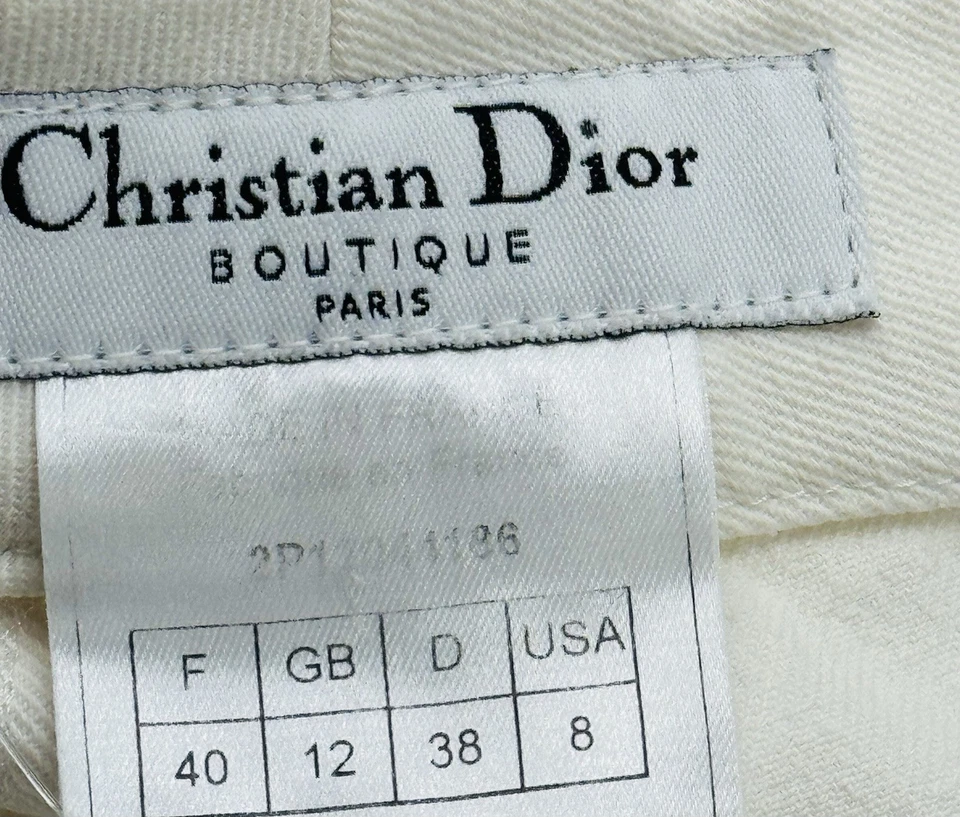 Christian Dior
BOUTIQUE
PARIS
F GB D USA
40 12 38 8